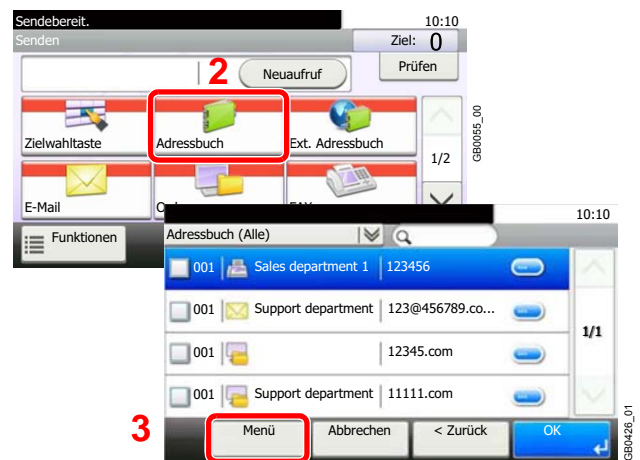 Sendebereit.
10:10
Senden
Ziel: 0
2
Neuaufruf
Prüfen
Zielwahltaste
Adressbuch
Ext. Adressbuch
1/2
GB0055_00
E-Mail
Funktionen
10:10
Adressbuch (Alle)
001 Sales department 1 123456
001 Support department 123@456789.co...
1/1
001 12345.com
001 Support department 11111.com
3
Menü
Abbrechen
< Zurück
OK
GB0426_01